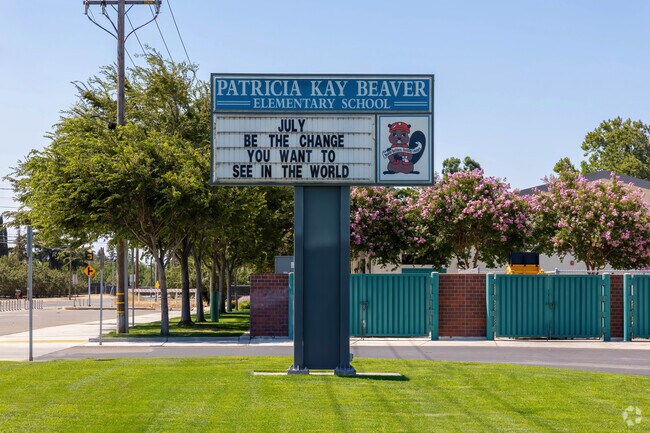 PATRICIA KAY BEAVER
ELEMENTARY SCHOOL
JULY
BE THE CHANGE
YOU WANT TO
SEE IN THE WORLD